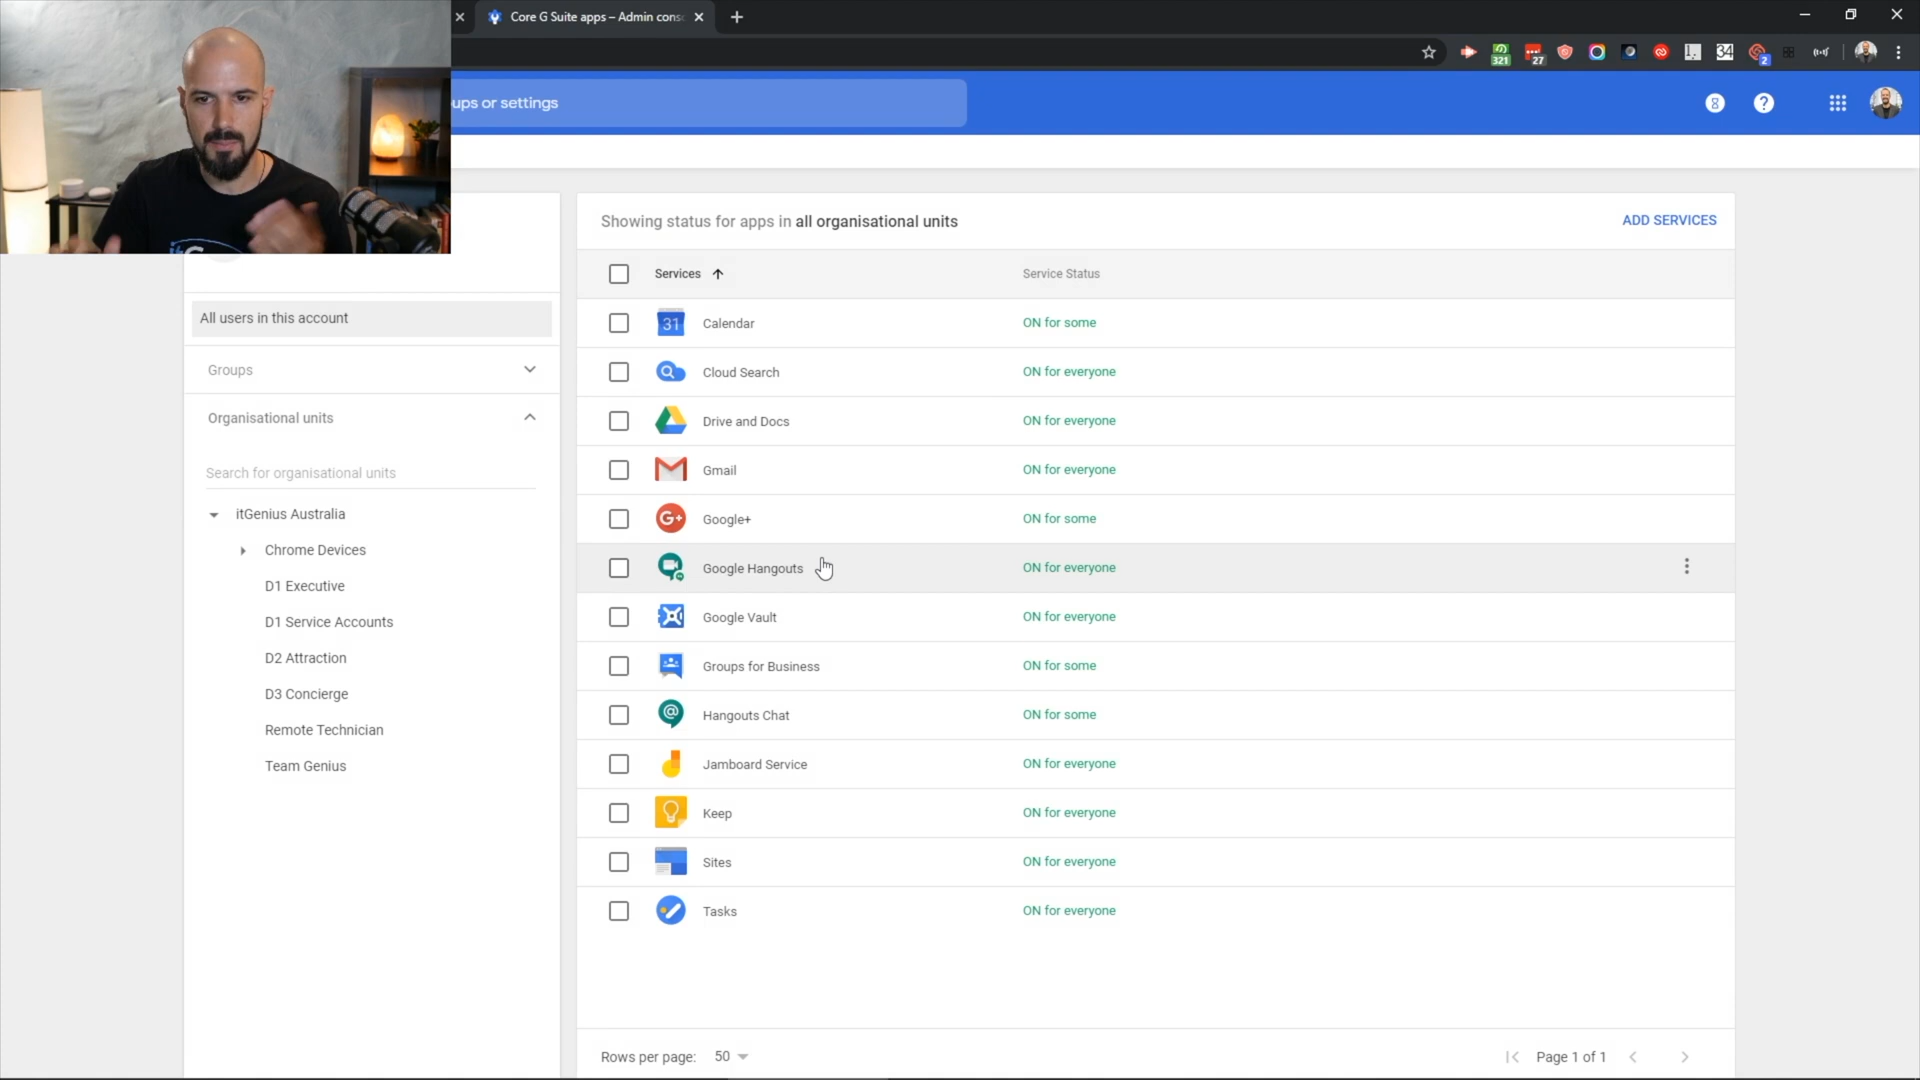 Core G Suite apps – Admin cons
321
27
1.
34
2
ups or settings
Showing status for apps in all organisational units
ADD SERVICES
Services
Service Status
All users in this account
Groups
Organisational units
Search for organisational units
itGenius Australia
Chrome Devices
D1 Executive
D1 Service Accounts
D2 Attraction
D3 Concierge
Remote Technician
Team Genius
31
Calendar
ON for some
Cloud Search
ON for everyone
Drive and Docs
ON for everyone
Gmail
ON for everyone
G+
Google+
ON for some
Google Hangouts
ON for everyone
Google Vault
ON for everyone
Groups for Business
ON for some
@
Hangouts Chat
ON for some
Jamboard Service
ON for everyone
Keep
ON for everyone
Sites
ON for everyone
Tasks
ON for everyone
Rows per page: 50
Page 1 of 1